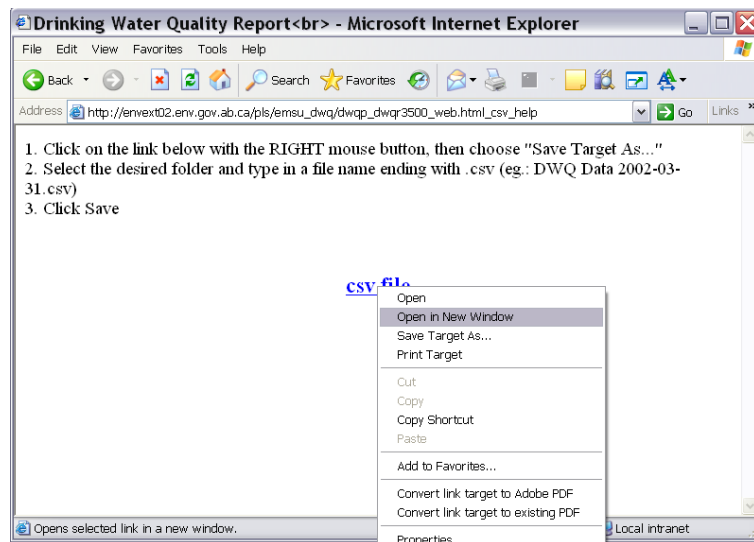 Drinking Water Quality Report<br> - Microsoft Internet Explorer
File Edit View Favorites Tools Help
Back Search Favorites
Address http://envext02.env.gov.ab.ca/pls/emsu_dwq/dwqp_dwqr3500_web.html_csv_help Go Links »
1. Click on the link below with the RIGHT mouse button, then choose "Save Target As..."
2. Select the desired folder and type in a file name ending with .csv (eg.: DWQ Data 2002-03-
31.csv)
3. Click Save
csv file
Open
Open in New Window
Save Target As...
Print Target
Cut
Copy
Copy Shortcut
Paste
Add to Favorites...
Convert link target to Adobe PDF
Convert link target to existing PDF
Properties
Opens selected link in a new window. Local intranet